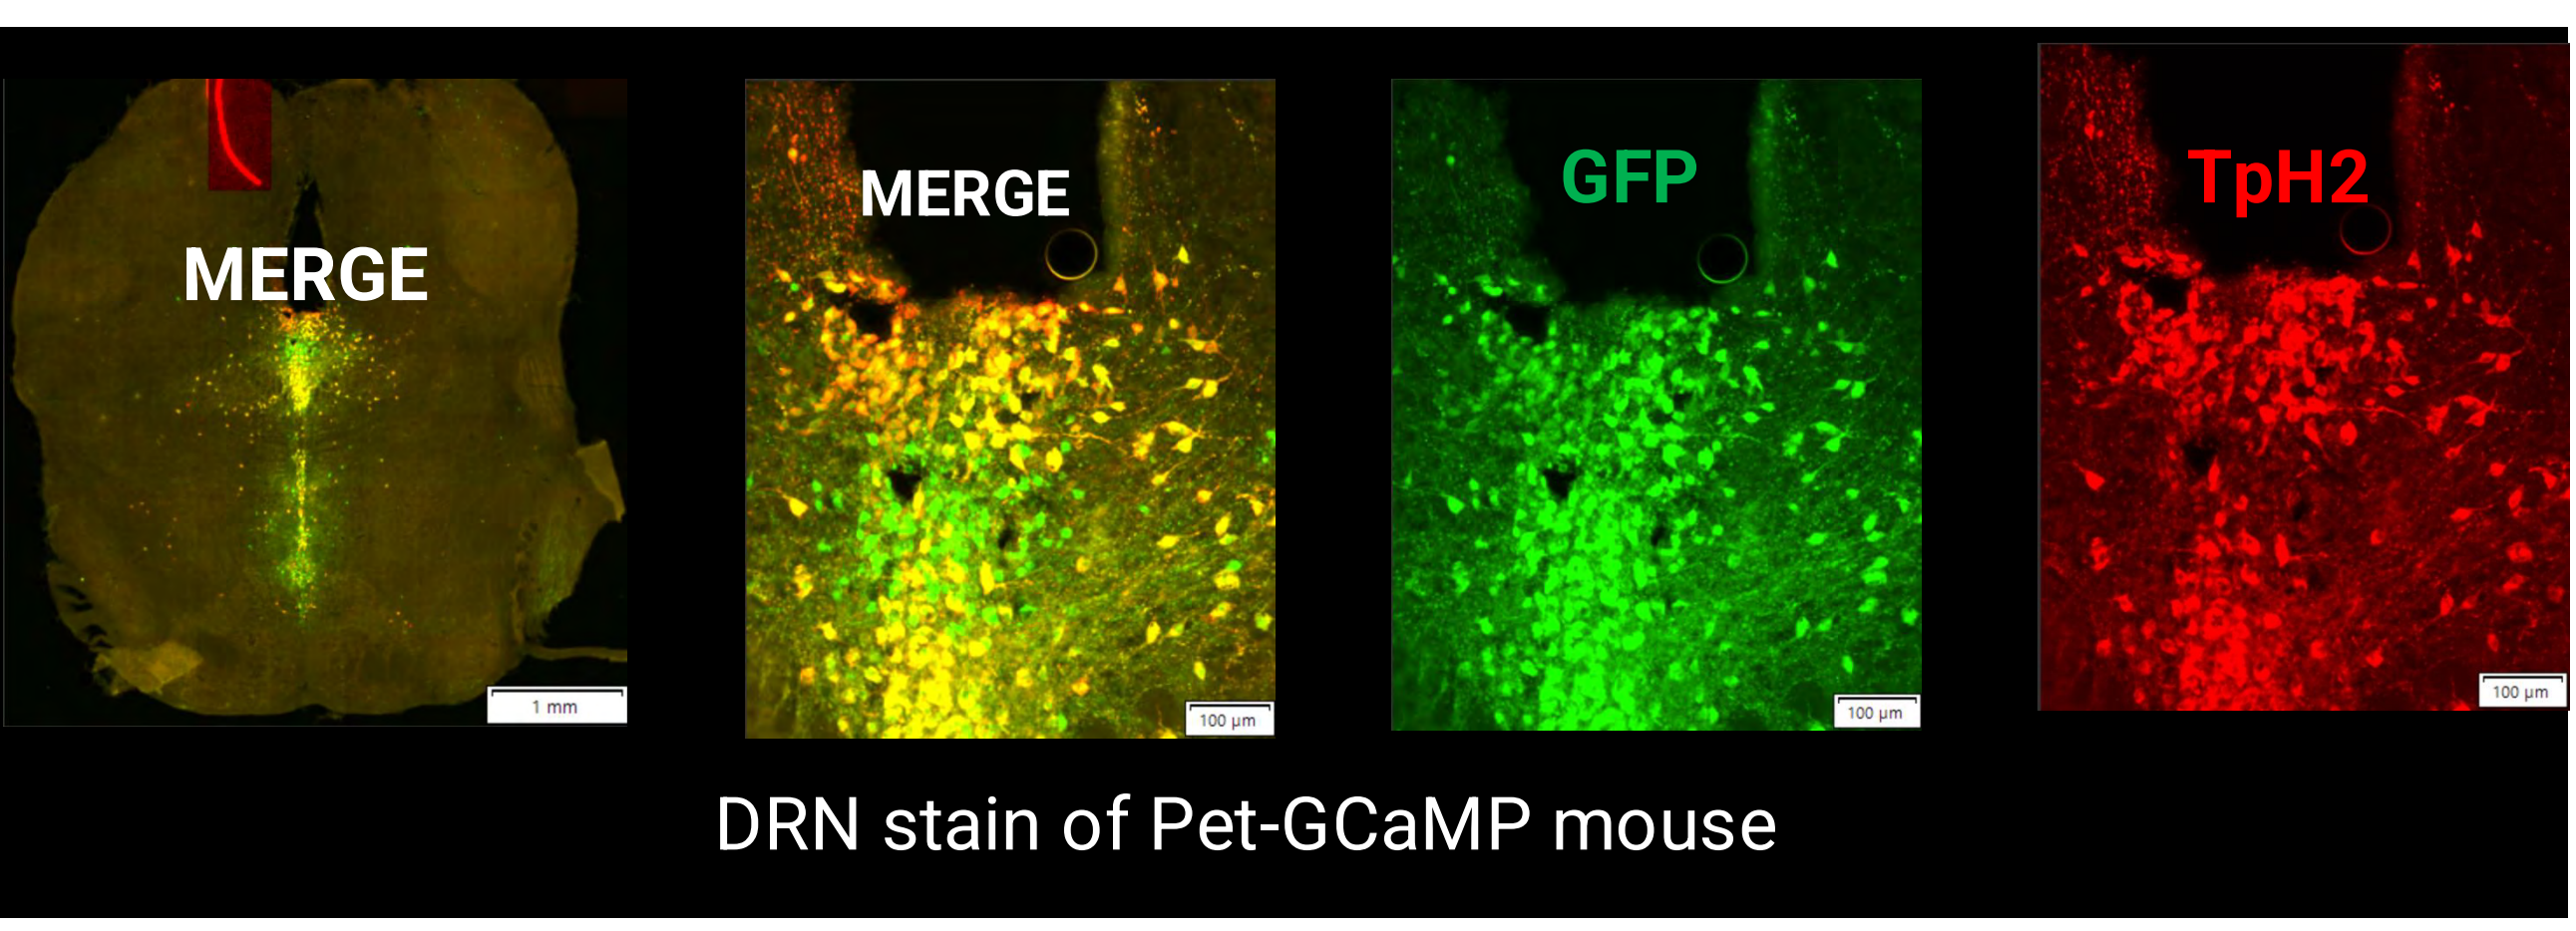 MERGE
1 mm
MERGE
100 µm
GFP
100 µm
TpH2
100 µm
DRN stain of Pet-GCaMP mouse